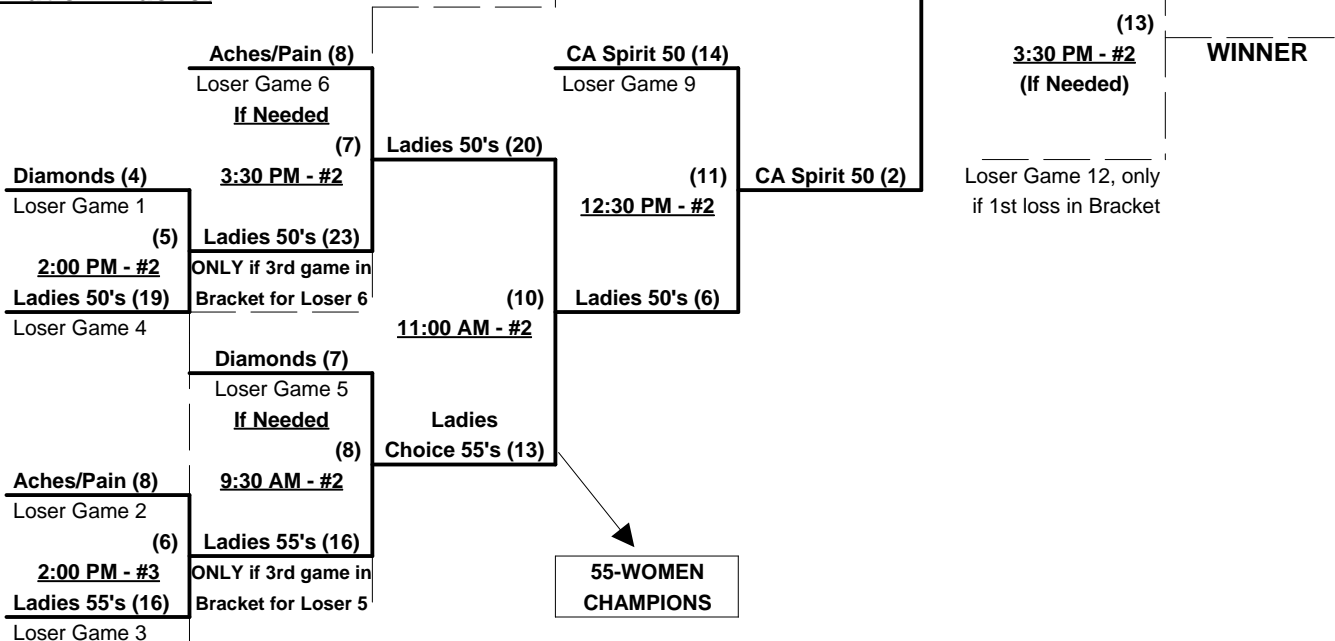 (13)
Aches/Pain (8)
CA Spirit 50 (14)
3:30 PM - #2
WINNER
Loser Game 6
Loser Game 9
(If Needed)
If Needed
(7)
Ladies 50's (20)
Diamonds (4)
3:30 PM - #2
(11)
CA Spirit 50 (2)
Loser Game 12, only
Loser Game 1
12:30 PM - #2
if 1st loss in Bracket
(5)
Ladies 50's (23)
2:00 PM - #2
ONLY if 3rd game in
Ladies 50's (19)
Bracket for Loser 6
(10)
Ladies 50's (6)
Loser Game 4
11:00 AM - #2
Diamonds (7)
Loser Game 5
If Needed
Ladies
(8)
Choice 55's (13)
Aches/Pain (8)
9:30 AM - #2
Loser Game 2
(6)
Ladies 55's (16)
2:00 PM - #3
ONLY if 3rd game in
55-WOMEN
Ladies 55's (16)
Bracket for Loser 5
CHAMPIONS
Loser Game 3